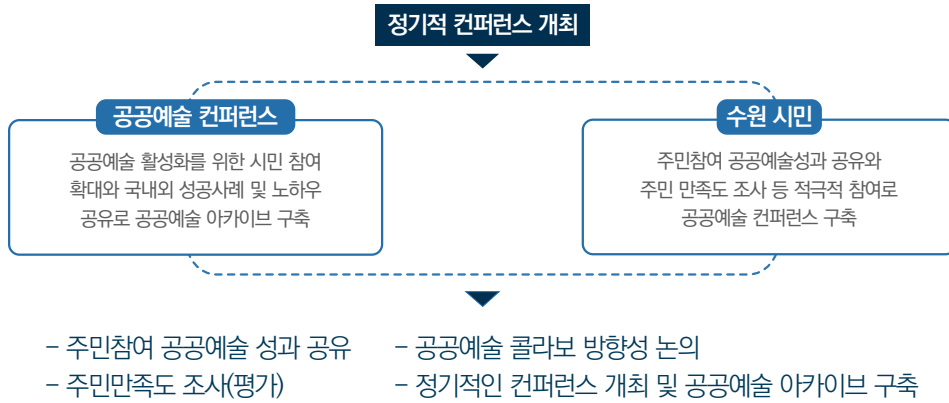 정기적 컨퍼런스 개최
공공예술 컨퍼런스
공공예술 활성화를 위한 시민 참여
확대와 국내외 성공사례 및 노하우
공유로 공공예술 아카이브 구축
수원 시민
주민참여 공공예술성과 공유와
주민 만족도 조사 등 적극적 참여로
공공예술 컨퍼런스 구축
– 주민참여 공공예술 성과 공유
– 주민만족도 조사(평가)
– 공공예술 콜라보 방향성 논의
– 정기적인 컨퍼런스 개최 및 공공예술 아카이브 구축